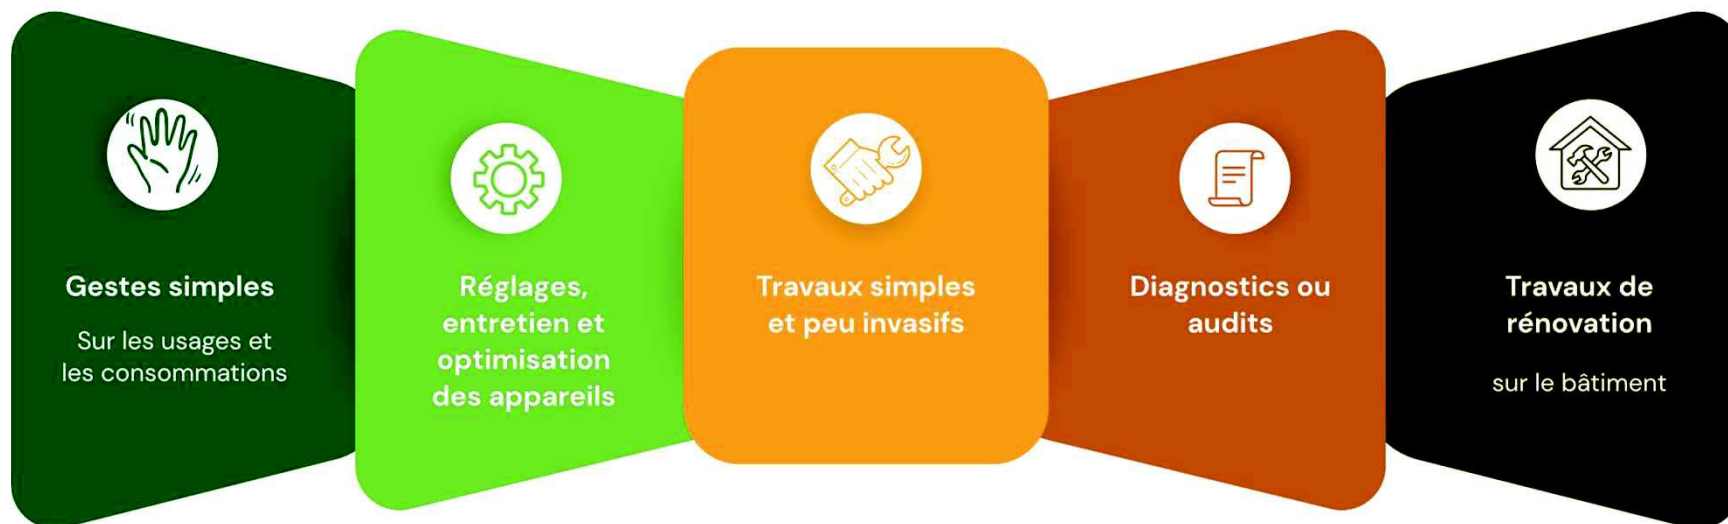 Gestes simples
Sur les usages et
les consommations
Réglages,
entretien et
optimisation
des appareils
Travaux simples
et peu invasifs
Diagnostics ou
audits
Travaux de
rénovation
sur le bâtiment